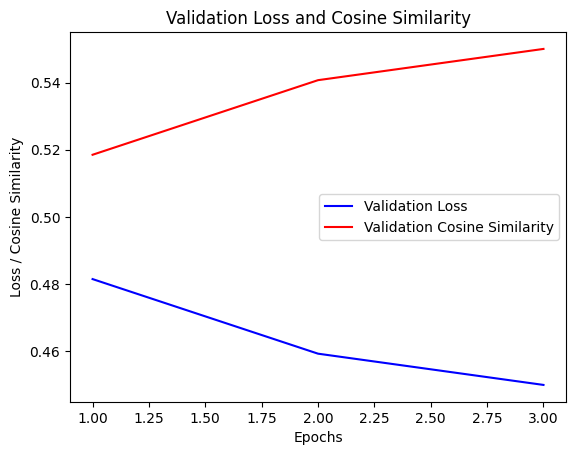 Validation Loss and Cosine Similarity
Loss / Cosine Similarity
0.54
0.52
0.50
0.48
0.46
Validation Loss
Validation Cosine Similarity
1.00 1.25 1.50 1.75 2.00 2.25 2.50 2.75 3.00
Epochs